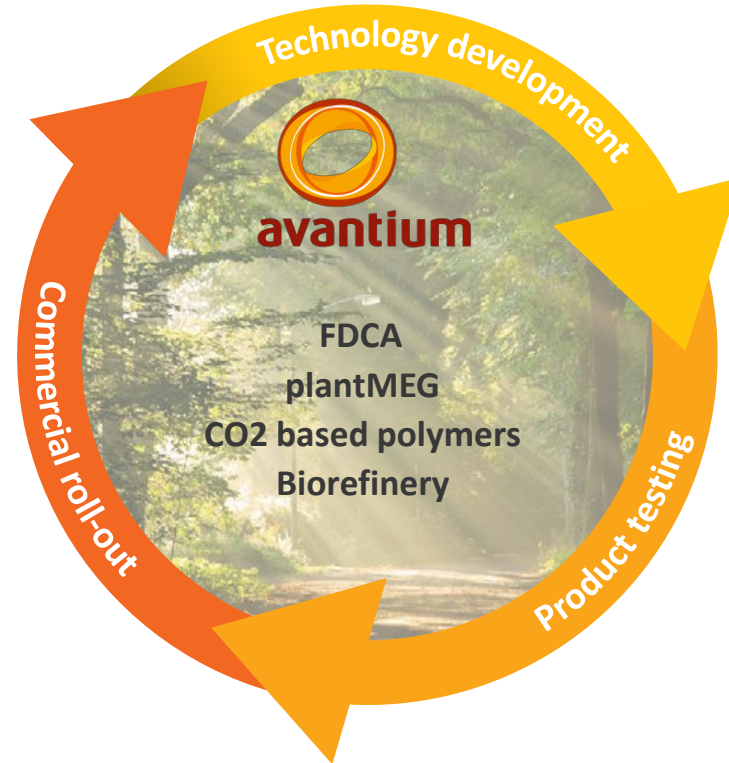 Technology development
avantium
FDCA
plantMEG
CO2 based polymers
Biorefinery
Commercial roll-out
Product testing